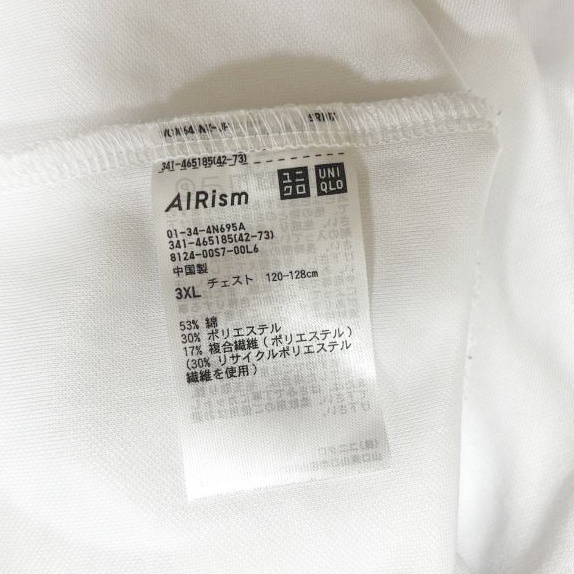 341-465185(42-73)
AIRism
ユニクロ
UNIQLO
01-34-4N695A
341-465185(42-73)
8124-00S7-00L6
中国製
3XL チェスト 120-128cm
53% 綿
30% ポリエステル
17% 複合繊維(ポリエステル)
(30% リサイクルポリエステル
繊維を使用)